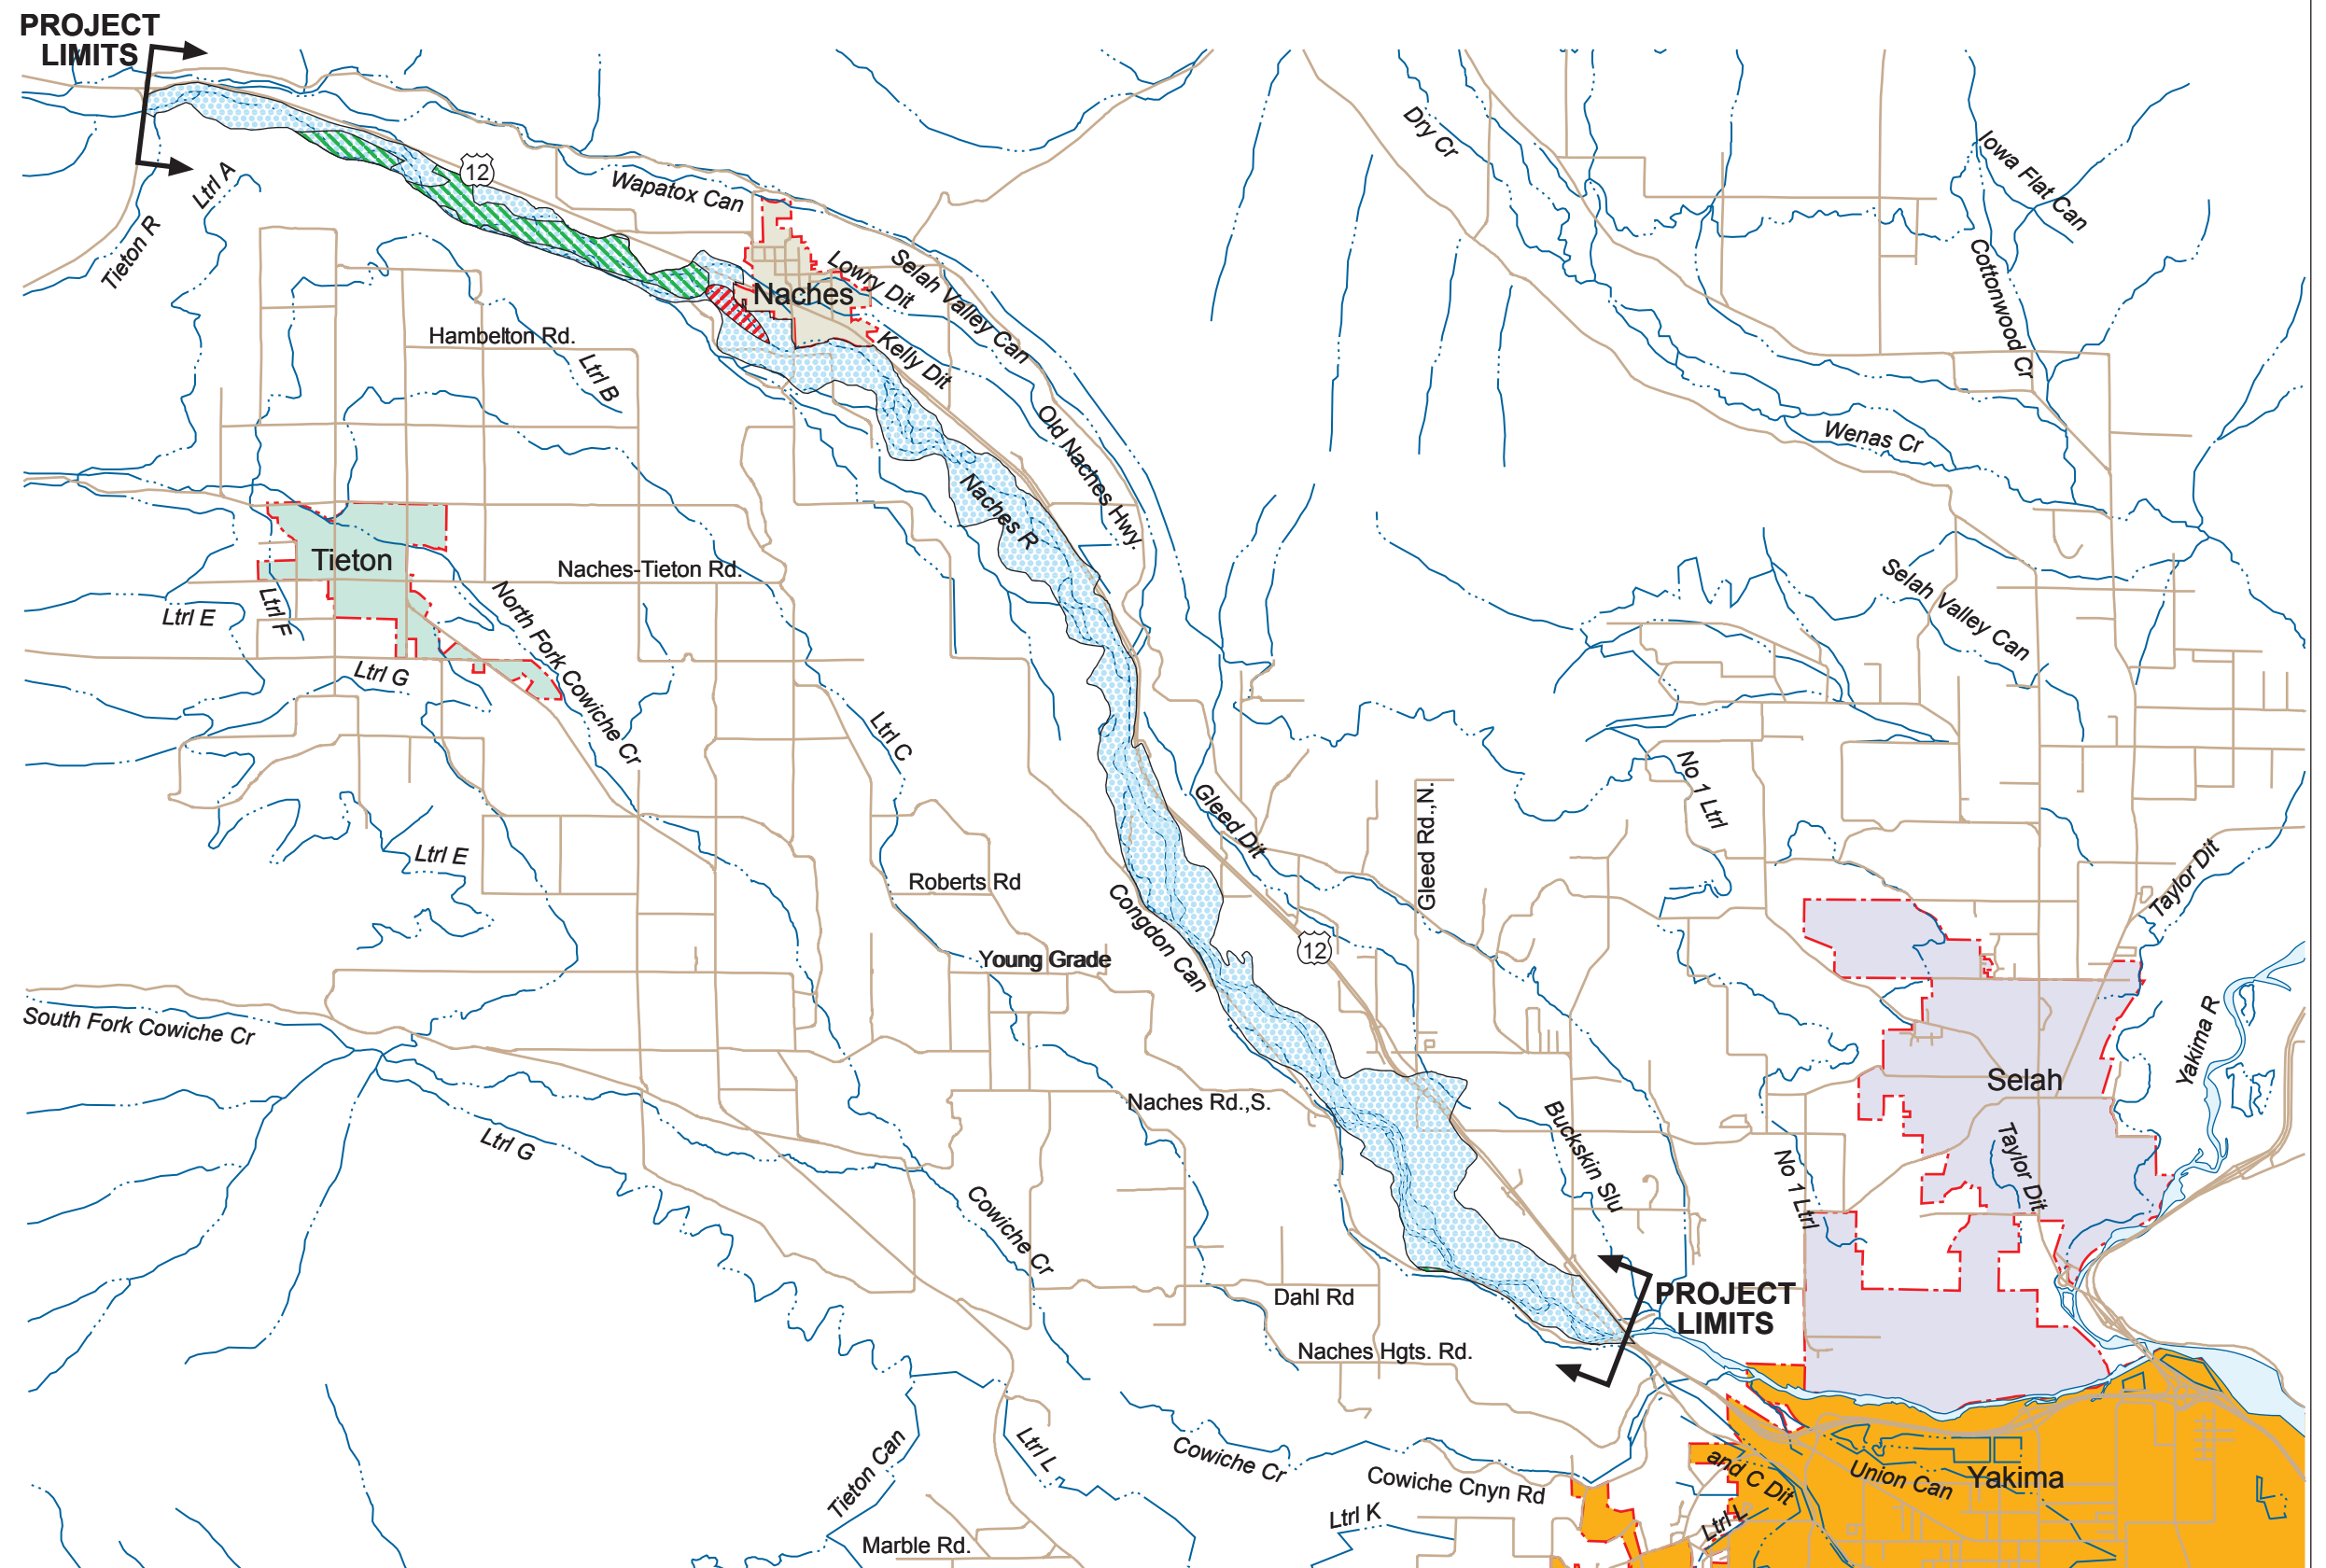 PROJECT
LIMITS
12
Wapatox Can
Ltrl A
Tieton R
Dry Cr
Iowa Flat Can
Cottonwood Cr
Naches
Lowry Dit
Selah Valley Can
Kelly Dit
Hambelton Rd.
Ltrl B
Old Naches Hwy.
Wenas Cr
Naches R
Tieton
Naches-Tieton Rd.
Ltrl E
Ltrl F
North Fork Cowiche Cr
Selah Valley Can
Ltrl G
Ltrl C
No 1 Ltrl
Gleed Dit
Gleed Rd.,N.
Ltrl E
Roberts Rd
Congdon Can
Taylor Dit
12
Young Grade
South Fork Cowiche Cr
Yakima R
Selah
Naches Rd.,S.
Ltrl G
Buckskin Slu
No 1 Ltrl
Taylor Dit
Cowiche Cr
PROJECT
LIMITS
Dahl Rd
Naches Hgts. Rd.
Tieton Can
Ltrl L
Cowiche Cr
Cowiche Cnyn Rd
and C Dit
Union Can
Yakima
Ltrl K
Ltrl L
Marble Rd.